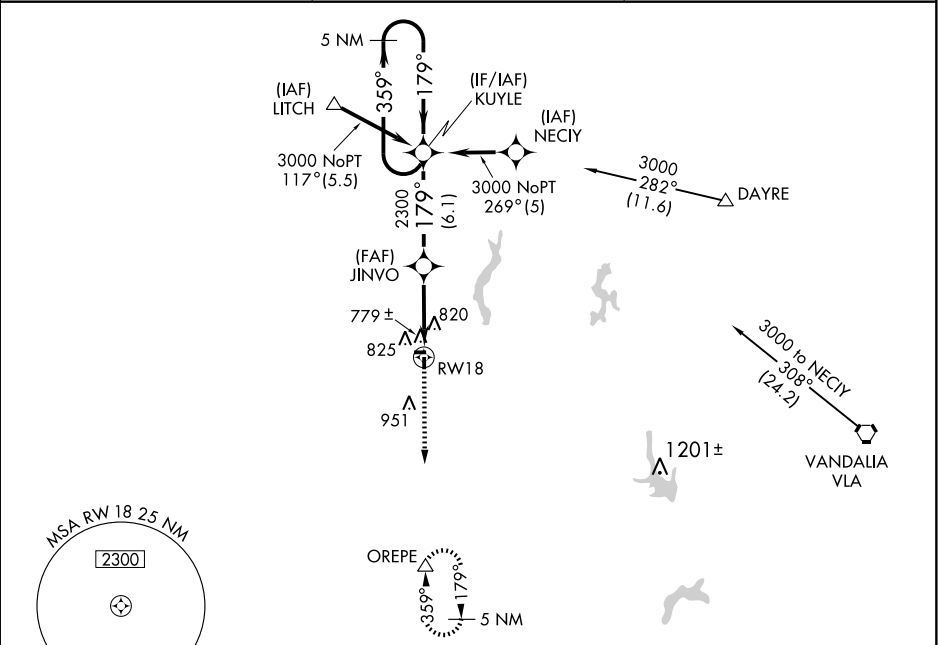 5 NM
359°
179°
(IAF)
LITCH
(IF/IAF)
KUYLE
(IAF)
NECIY
3000 NoPT
117° (5.5)
3000 NoPT
269° (5)
3000
282°
(11.6)
DAYRE
2300
179°
(6.1)
(FAF)
JINVO
779 ±
820
825
RW18
951
3000 to NECIY
308°
(24.2)
VANDALIA
VLA
1201±
MSA RW 18 25 NM
2300
OREPE
359°
179°
5 NM